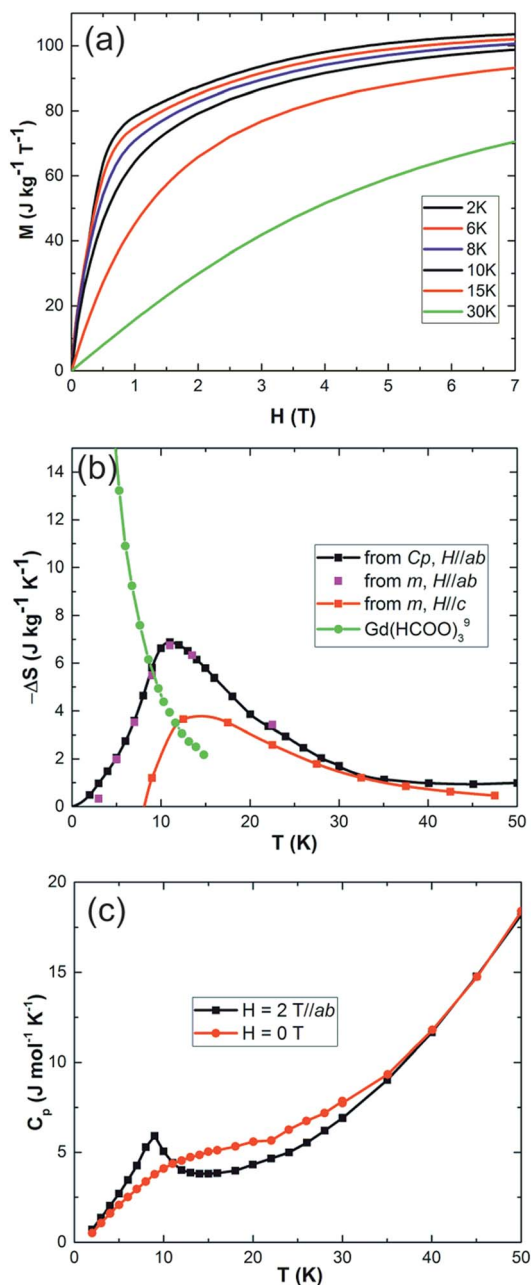 (a)
100
80
60
40
20
0
M (J kg⁻¹ T⁻¹)
2K
6K
8K
10K
15K
30K
0 1 2 3 4 5 6 7
H (T)
(b)
14
12
10
8
6
4
2
0
−ΔS (J kg⁻¹ K⁻¹)
from Cp, H//ab
from m, H//ab
from m, H//c
Gd(HCOO)₃⁹
0 10 20 30 40 50
T (K)
(c)
20
15
10
5
0
Cₚ (J mol⁻¹ K⁻¹)
H = 2 T//ab
H = 0 T
0 10 20 30 40 50
T (K)